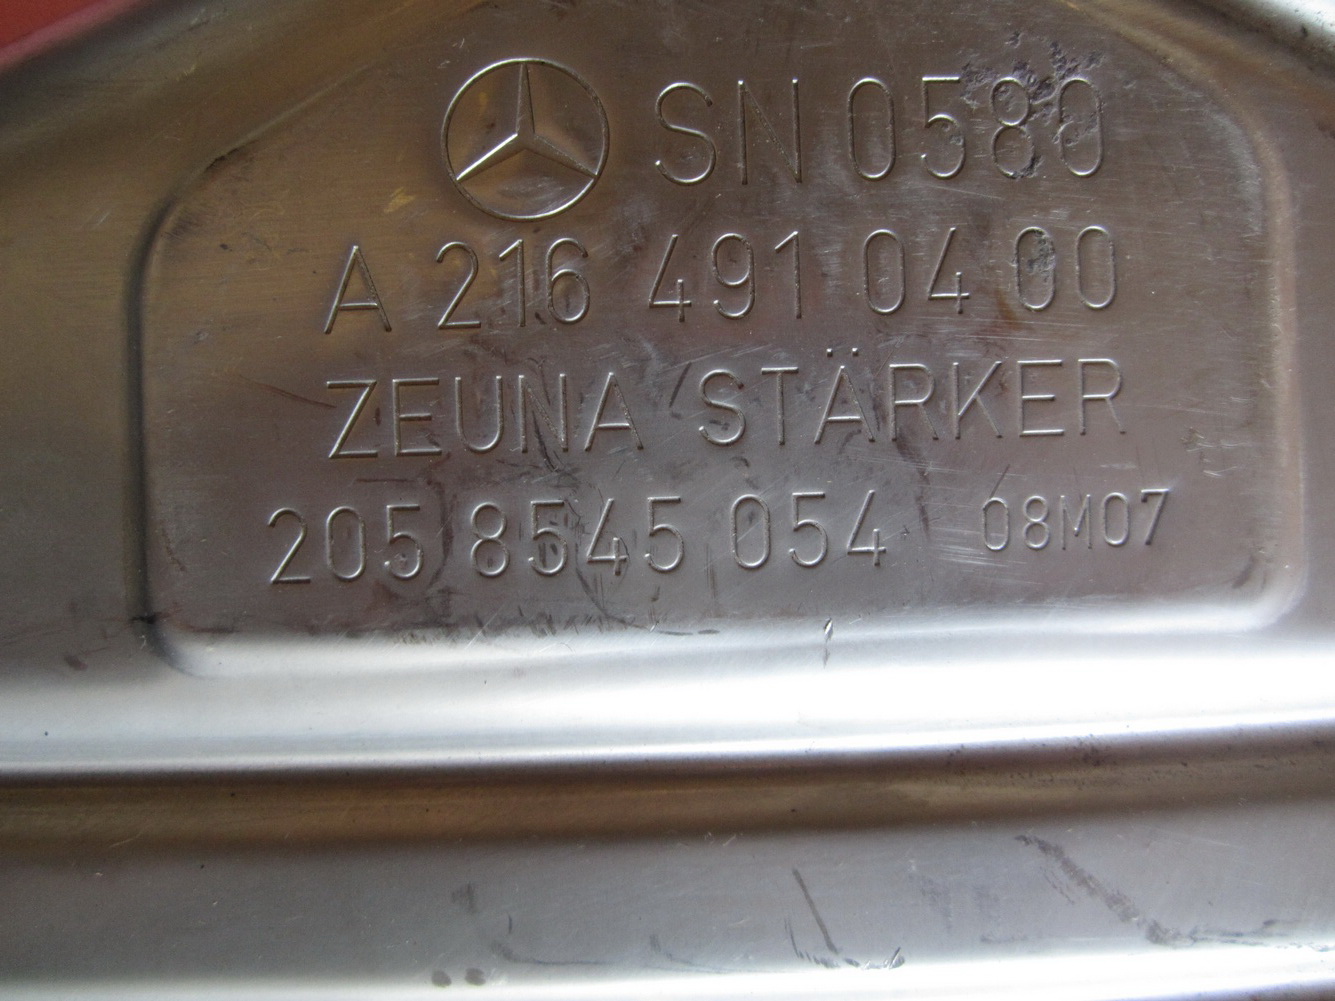 SN 0580
A 216 491 04 00
ZEUNA STÄRKER
205 8545 054 08M07